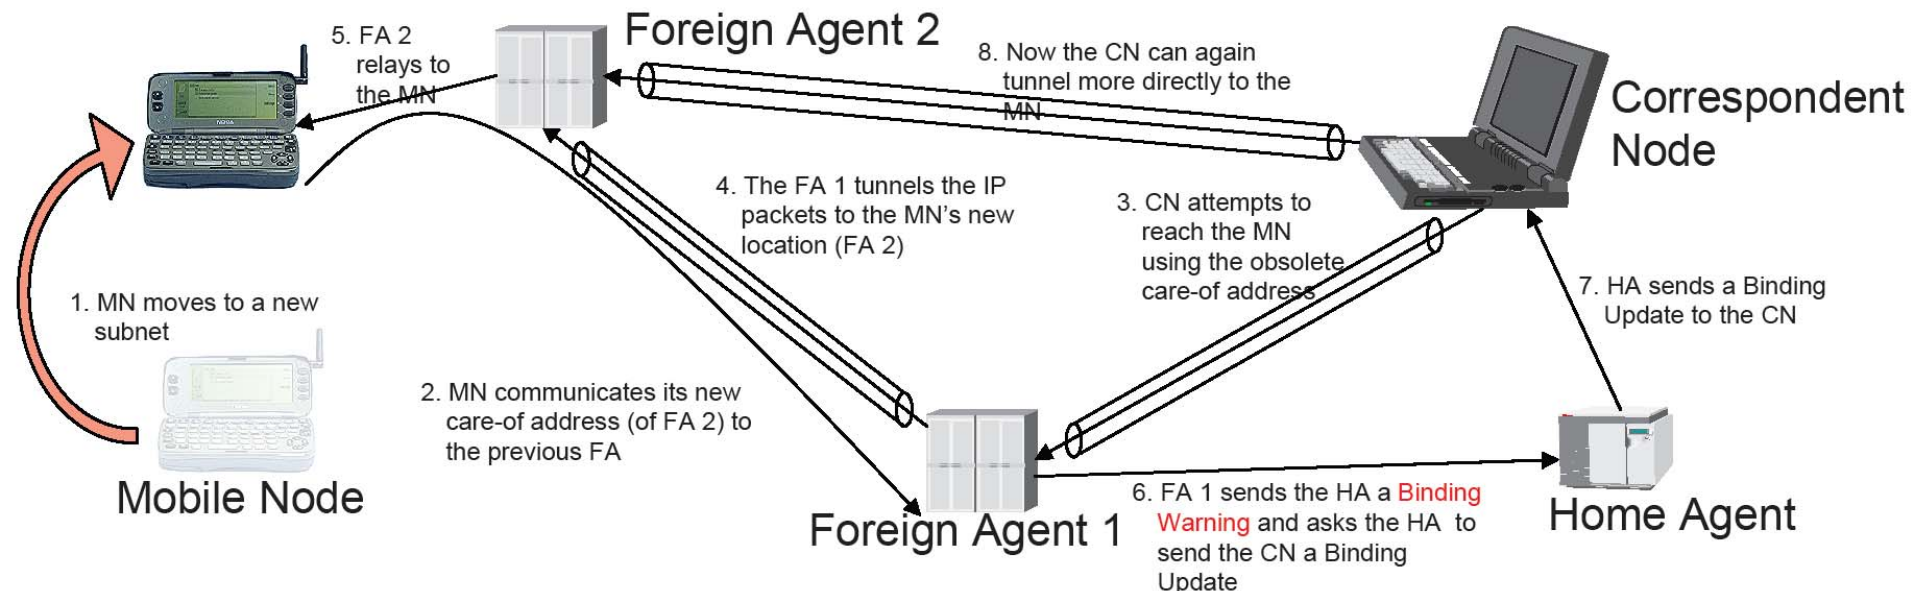 5. FA 2
relays to
the MN
Foreign Agent 2
8. Now the CN can again
tunnel more directly to the
MN
Correspondent
Node
NOKIA
4. The FA 1 tunnels the IP
packets to the MN's new
location (FA 2)
3. CN attempts to
reach the MN
using the obsolete
care-of address
1. MN moves to a new
subnet
7. HA sends a Binding
Update to the CN
2. MN communicates its new
care-of address (of FA 2) to
the previous FA
Mobile Node
Foreign Agent 1
6. FA 1 sends the HA a Binding
Warning and asks the HA to
send the CN a Binding
Update
Home Agent